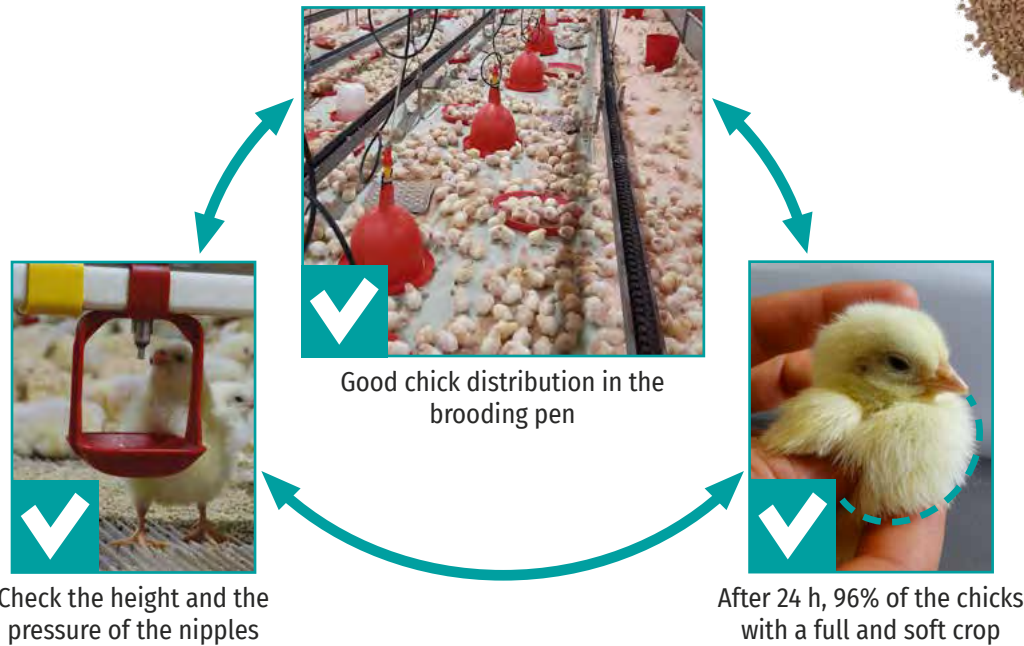 Good chick distribution in the
brooding pen
Check the height and the
pressure of the nipples
After 24 h, 96% of the chicks
with a full and soft crop